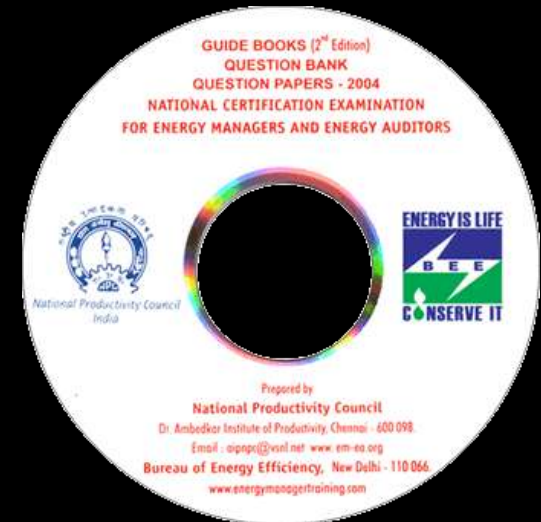 GUIDE BOOKS (2nd Edition)
QUESTION BANK
QUESTION PAPERS - 2004
NATIONAL CERTIFICATION EXAMINATION
FOR ENERGY MANAGERS AND ENERGY AUDITORS
ENERGY IS LIFE
BEE
CONSERVE IT
NPC
National Productivity Council
India
Prepared by
National Productivity Council
Dr. Ambedkar Institute of Productivity, Chennai - 600 098.
Email : aipnpc@vsnl.net www. em-ea.org
Bureau of Energy Efficiency, New Delhi - 110 066.
www.energymanagertraining.com